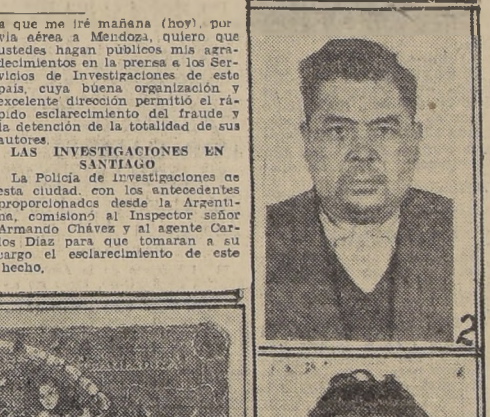 a que me iré mañana (hoy), por
vía aérea a Mendoza, quiero que
ustedes hagan públicos mis agra-
decimientos en la prensa a los Ser-
vicios de Investigaciones de este
país, cuya buena organización y
excelente dirección permitió el rá-
pido esclarecimiento del fraude y
la detención de la totalidad de sus
autores.
LAS INVESTIGACIONES EN
SANTIAGO
La Policía de Investigaciones de
esta ciudad, con los antecedentes
proporcionados desde la Argenti-
na, comisionó al Inspector señor
Armando Chávez y al agente Car-
los Díaz para que tomaran a su
cargo el esclarecimiento de este
hecho.